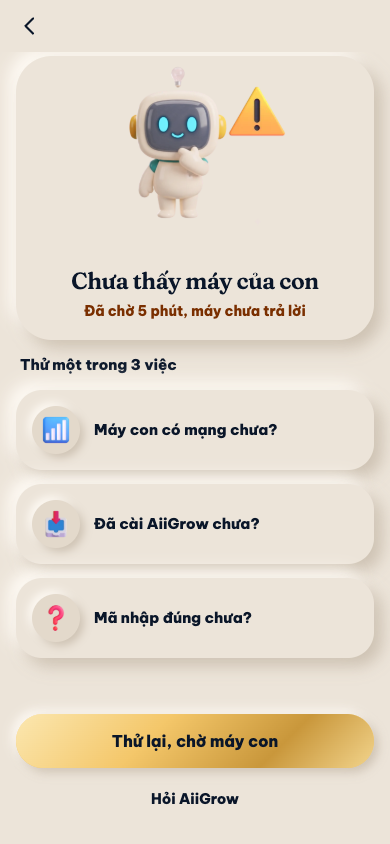 Chưa thấy máy của con
Đã chờ 5 phút, máy chưa trả lời
Thử một trong 3 việc
Máy con có mạng chưa?
Đã cài AiiGrow chưa?
Mã nhập đúng chưa?
Thử lại, chờ máy con
Hỏi AiiGrow